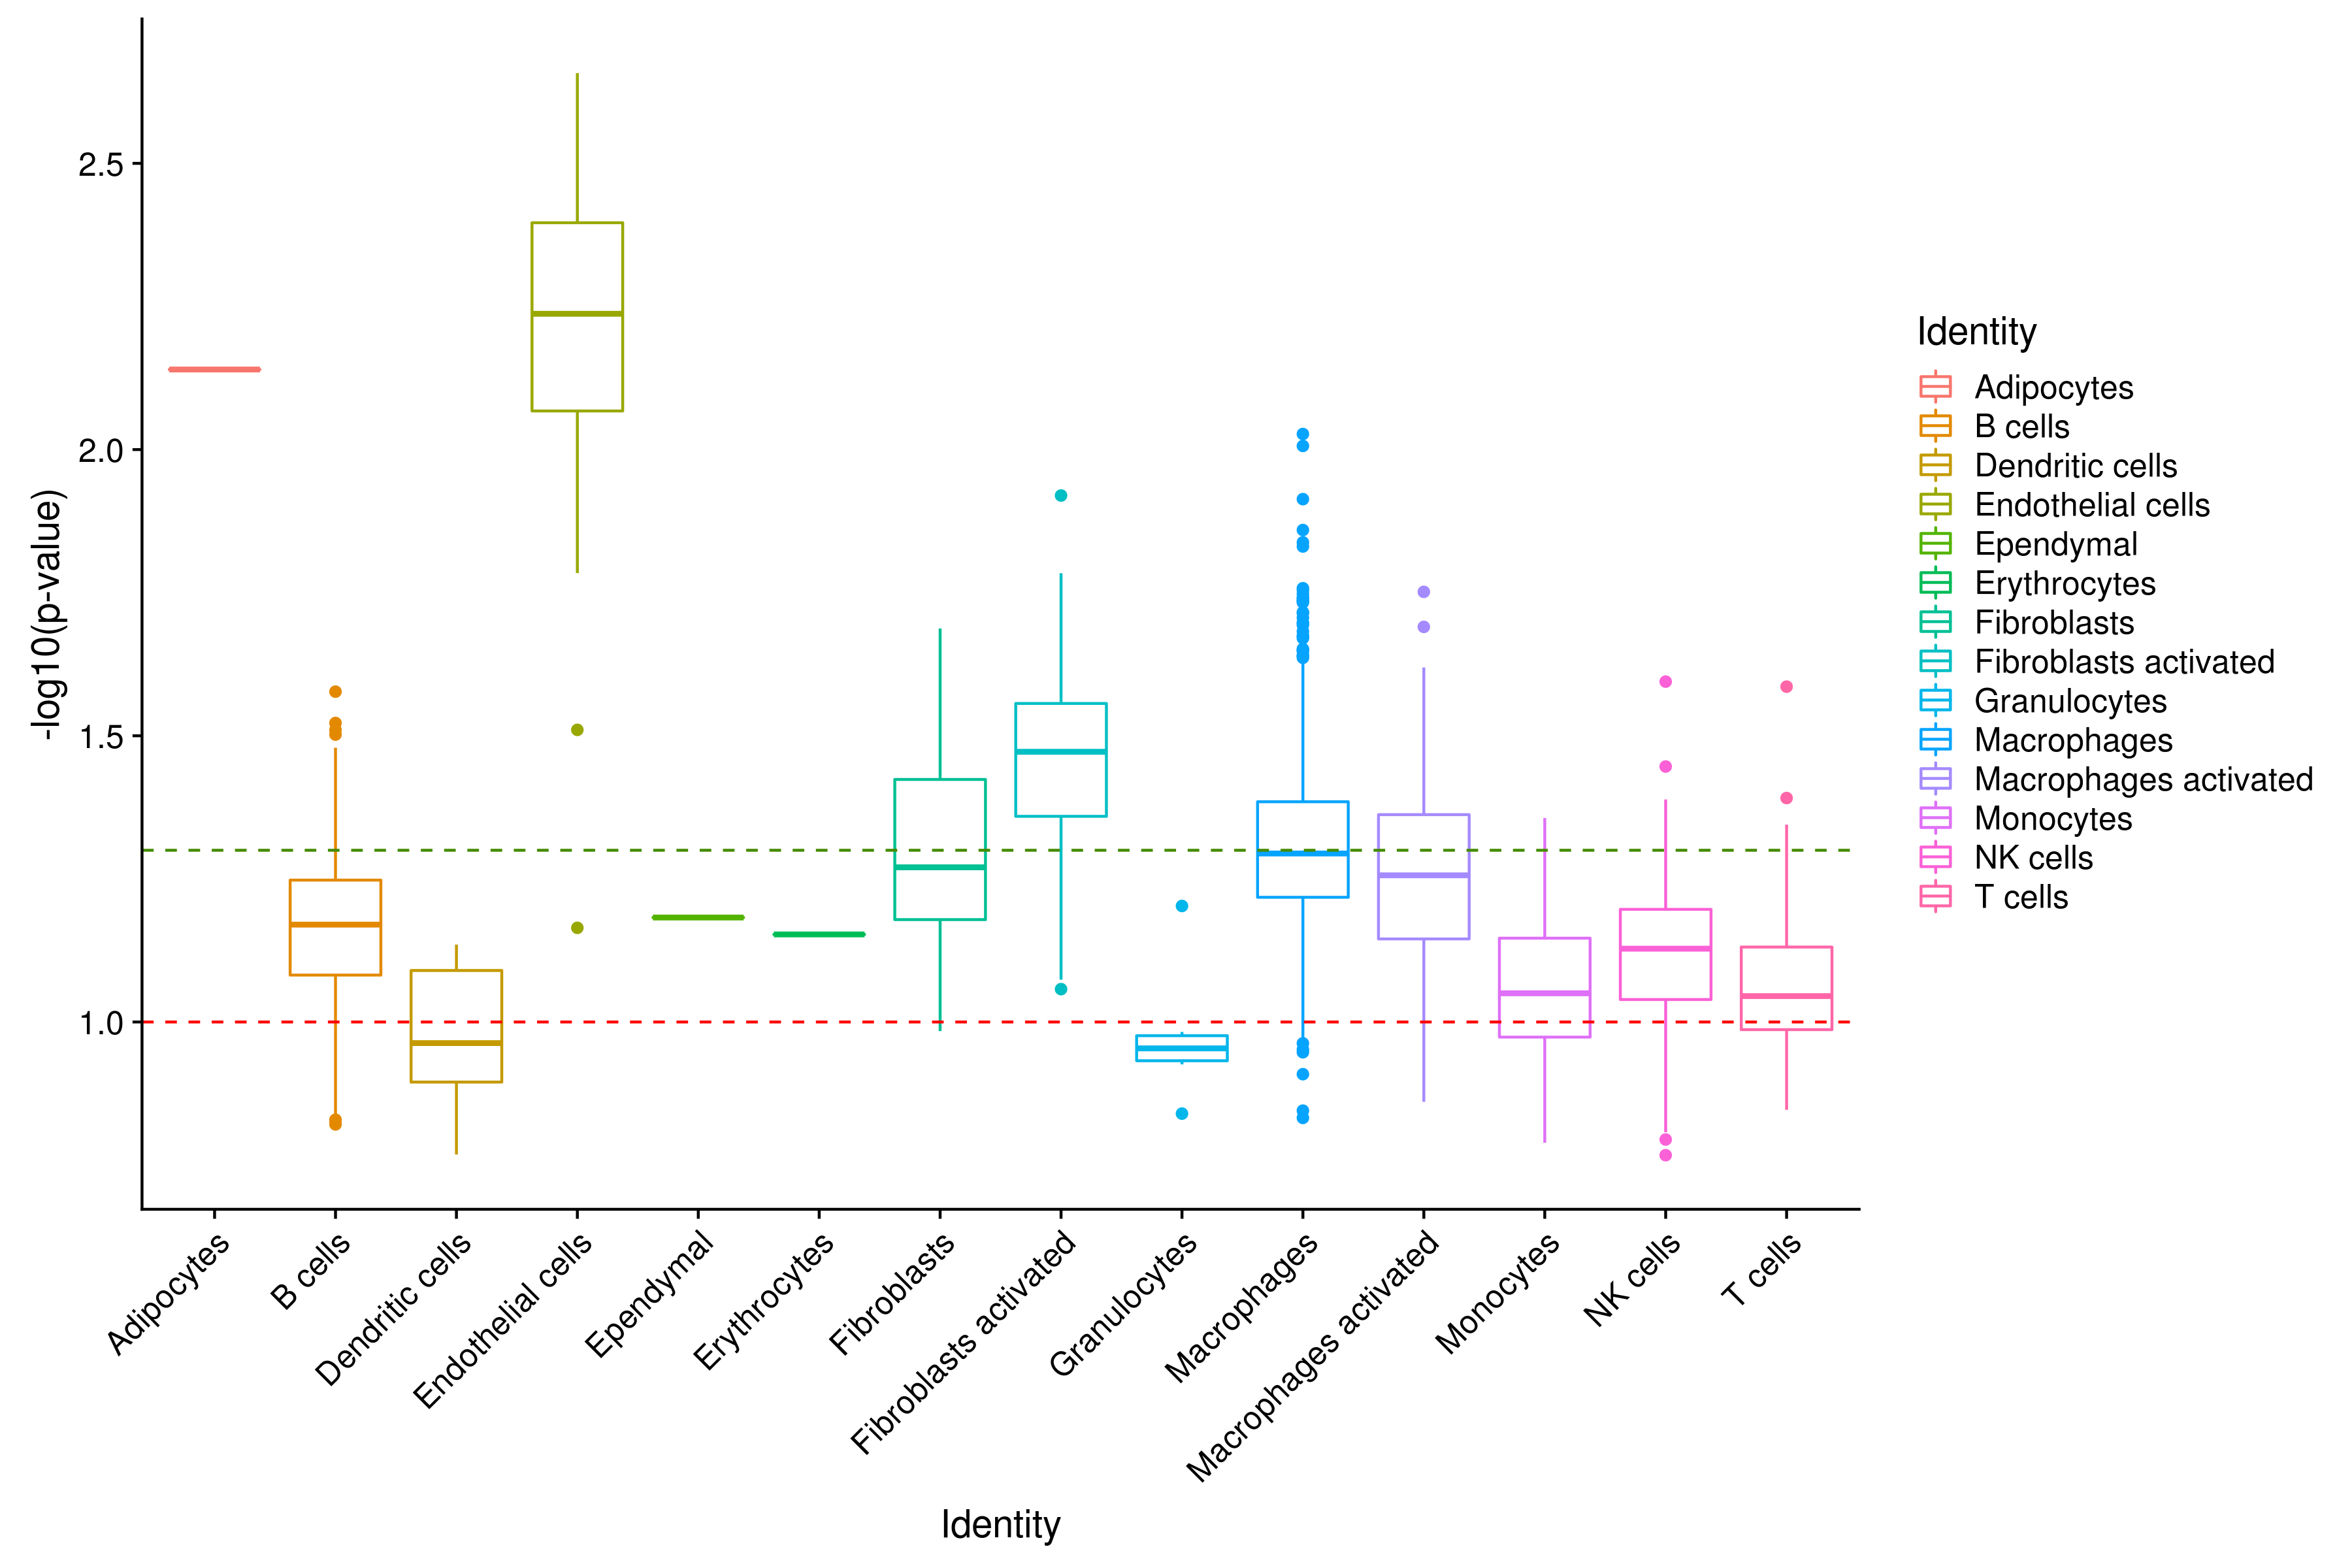 -log10(p-value)
2.5
2.0
1.5
1.0
Adipocytes
B cells
Dendritic cells
Endothelial cells
Ependymal
Erythrocytes
Fibroblasts
Fibroblasts activated
Granulocytes
Macrophages
Macrophages activated
Monocytes
NK cells
T cells
Identity
Identity
Adipocytes
B cells
Dendritic cells
Endothelial cells
Ependymal
Erythrocytes
Fibroblasts
Fibroblasts activated
Granulocytes
Macrophages
Macrophages activated
Monocytes
NK cells
T cells